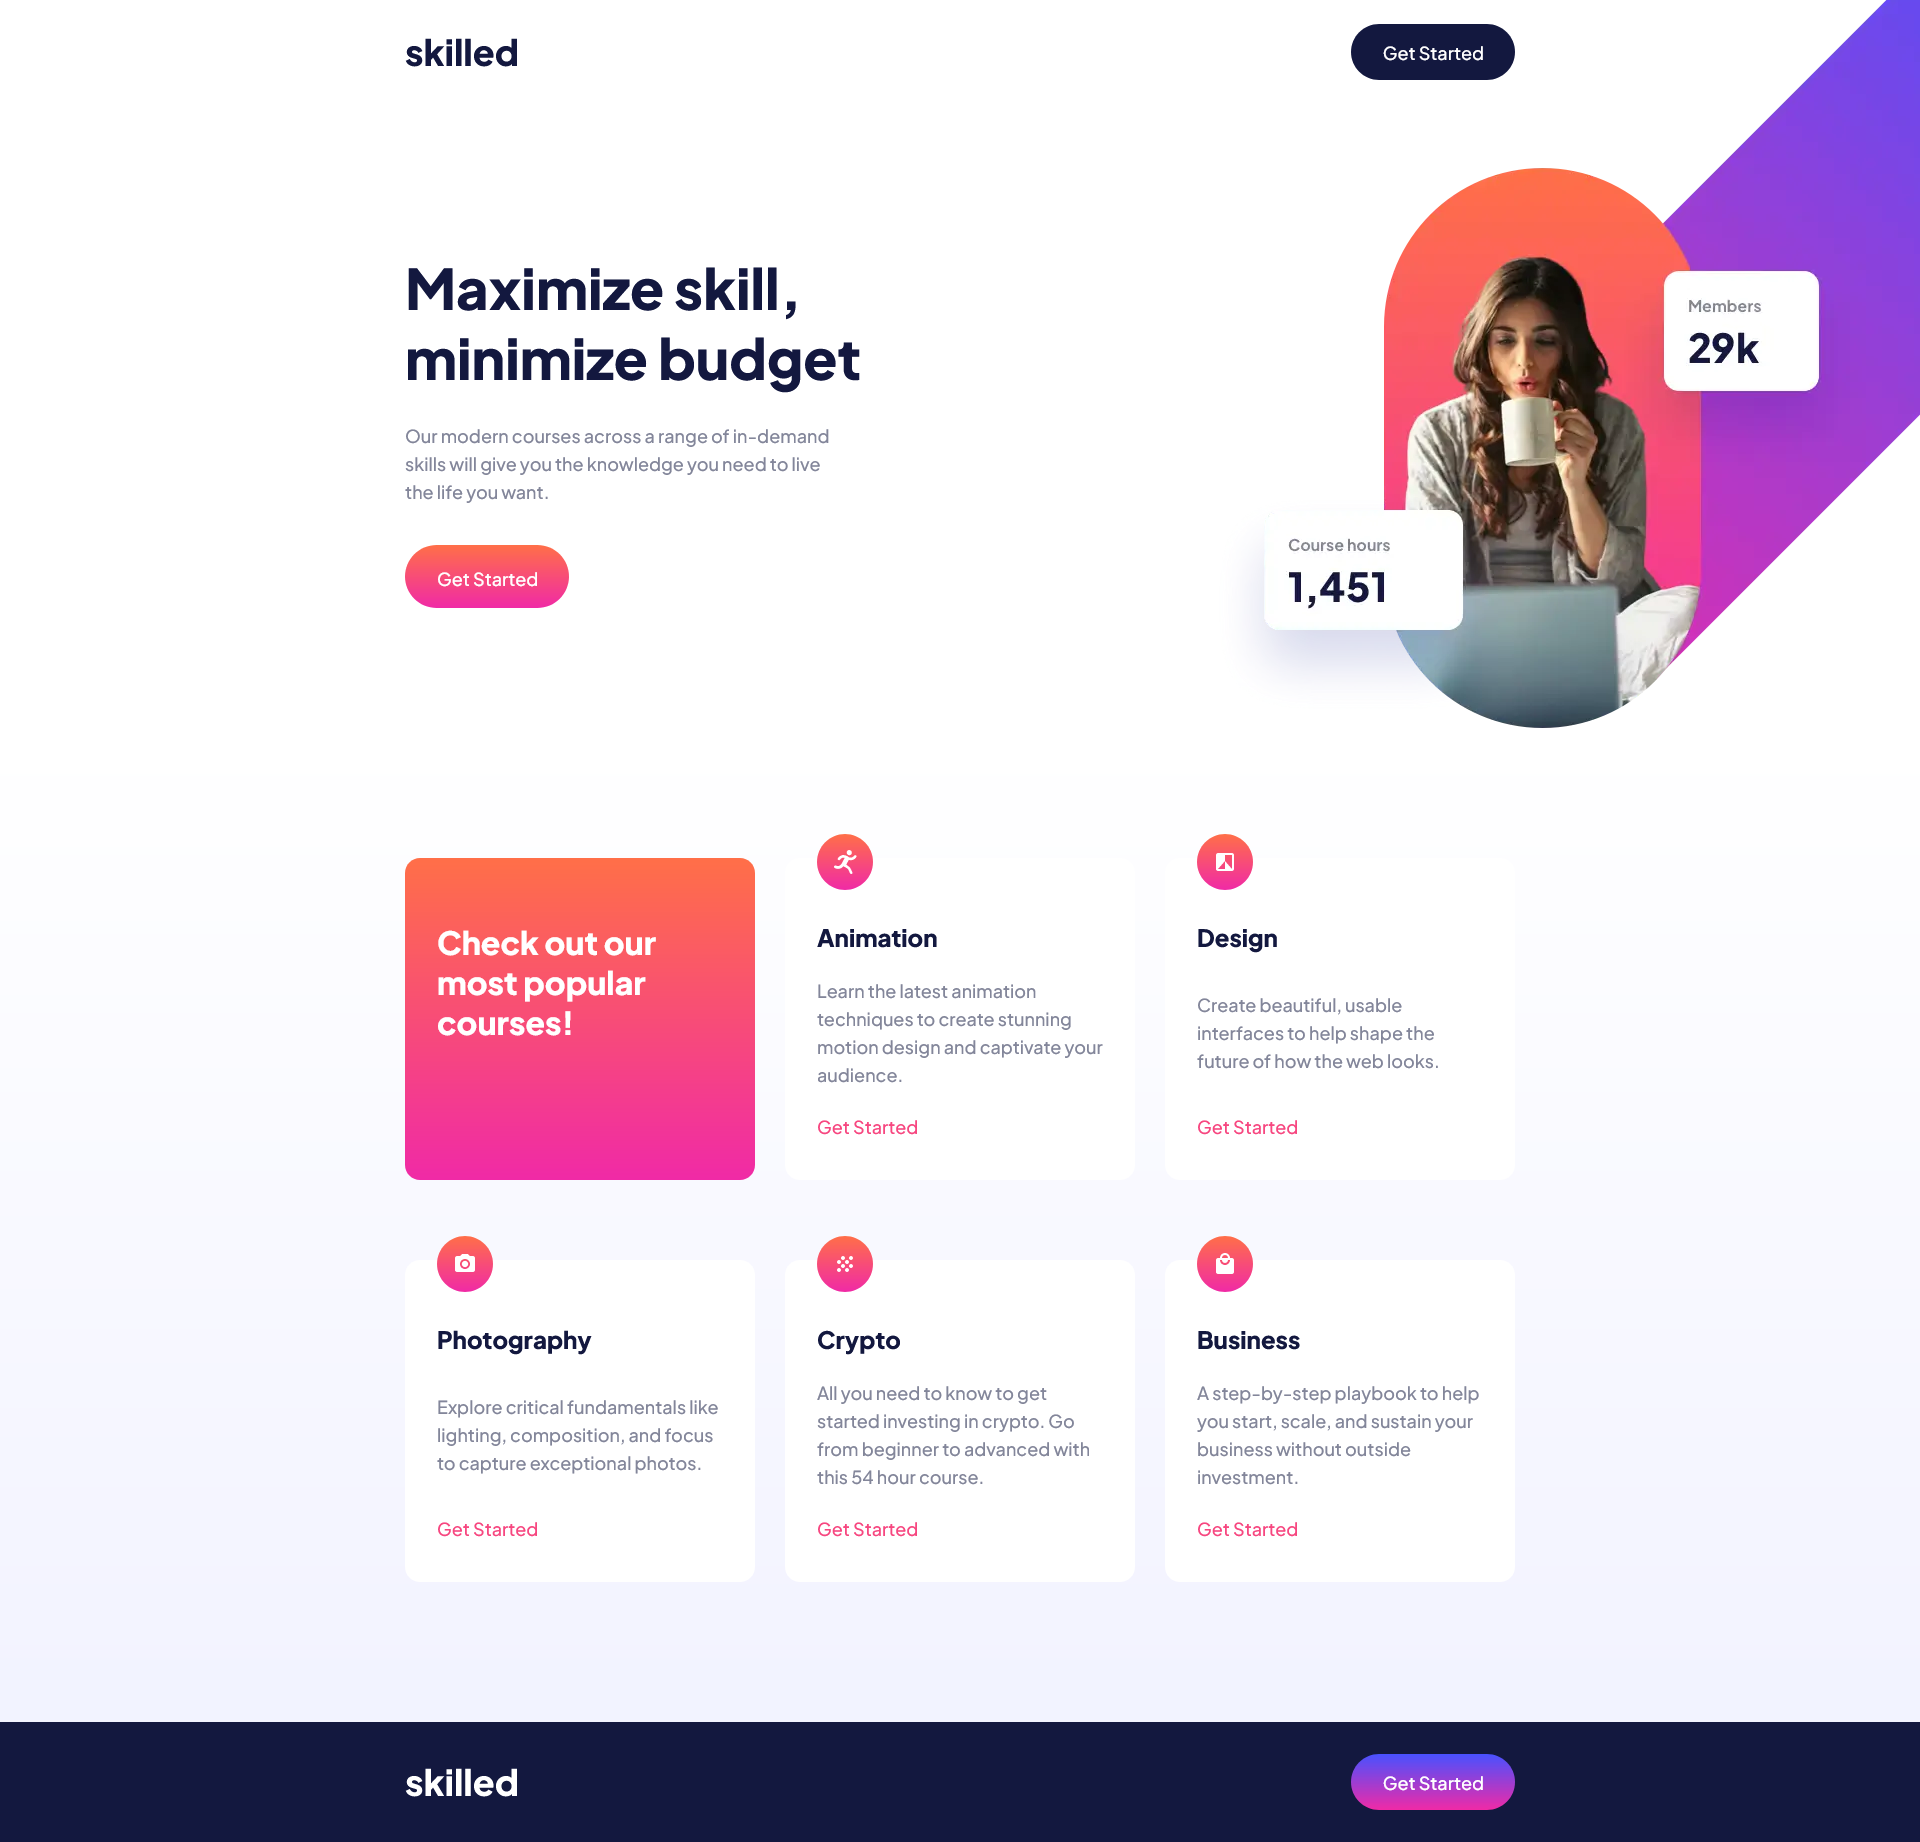 skilled
Get Started
Maximize skill,
minimize budget
Our modern courses across a range of in-demand
skills will give you the knowledge you need to live
the life you want.
Get Started
Members
29k
Course hours
1,451
Check out our
most popular
courses!
Animation
Learn the latest animation
techniques to create stunning
motion design and captivate your
audience.
Get Started
Design
Create beautiful, usable
interfaces to help shape the
future of how the web looks.
Get Started
Photography
Explore critical fundamentals like
lighting, composition, and focus
to capture exceptional photos.
Get Started
Crypto
All you need to know to get
started investing in crypto. Go
from beginner to advanced with
this 54 hour course.
Get Started
Business
A step-by-step playbook to help
you start, scale, and sustain your
business without outside
investment.
Get Started
skilled
Get Started